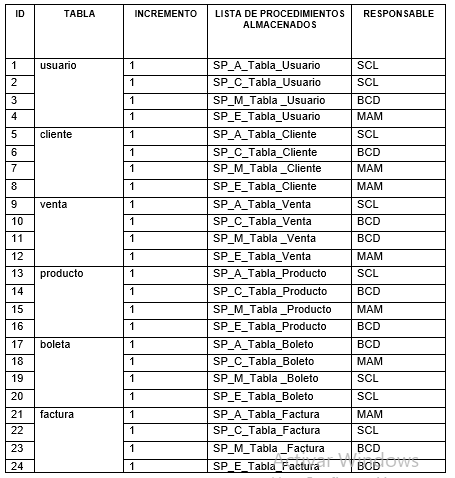 ID TABLA INCREMENTO LISTA DE PROCEDIMIENTOS ALMACENADOS RESPONSABLE
1 usuario 1 SP_A_Tabla_Usuario SCL
2 1 SP_C_Tabla_Usuario SCL
3 1 SP_M_Tabla _Usuario BCD
4 1 SP_E_Tabla_Usuario MAM
5 cliente 1 SP_A_Tabla_Cliente SCL
6 1 SP_C_Tabla_Cliente BCD
7 1 SP_M_Tabla _Cliente MAM
8 1 SP_E_Tabla_Cliente MAM
9 venta 1 SP_A_Tabla_Venta SCL
10 1 SP_C_Tabla_Venta BCD
11 1 SP_M_Tabla _Venta BCD
12 1 SP_E_Tabla_Venta MAM
13 producto 1 SP_A_Tabla_Producto SCL
14 1 SP_C_Tabla_Producto BCD
15 1 SP_M_Tabla _Producto MAM
16 1 SP_E_Tabla_Producto BCD
17 boleta 1 SP_A_Tabla_Boleto BCD
18 1 SP_C_Tabla_Boleto MAM
19 1 SP_M_Tabla _Boleto SCL
20 1 SP_E_Tabla_Boleto SCL
21 factura 1 SP_A_Tabla_Factura MAM
22 1 SP_C_Tabla_Factura SCL
23 1 SP_M_Tabla _Factura BCD
24 1 SP_E_Tabla_Factura BCD
Activar Windows